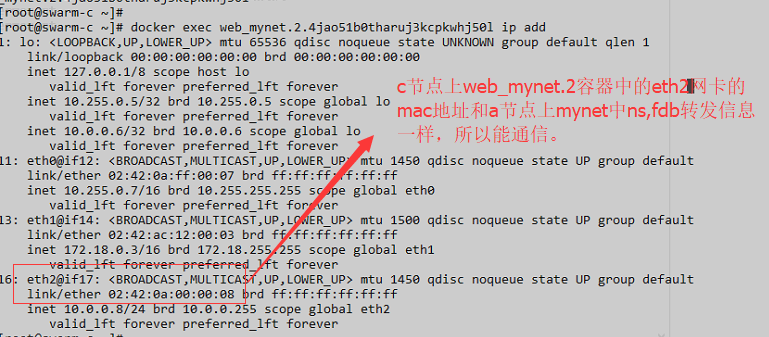 [root@swarm-c ~]#
[root@swarm-c ~]# docker exec web_mynet.2.4jao51b0tharuj3kcpkwhj50l ip add
1: lo: <LOOPBACK,UP,LOWER_UP> mtu 65536 qdisc noqueue state UNKNOWN group default qlen 1
link/loopback 00:00:00:00:00:00 brd 00:00:00:00:00:00
inet 127.0.0.1/8 scope host lo
valid_lft forever preferred_lft forever
inet 10.255.0.5/32 brd 10.255.0.5 scope global lo
valid_lft forever preferred_lft forever
inet 10.0.0.6/32 brd 10.0.0.6 scope global lo
valid_lft forever preferred_lft forever
11: eth0@if12: <BROADCAST,MULTICAST,UP,LOWER_UP> mtu 1450 qdisc noqueue state UP group default
link/ether 02:42:0a:ff:00:07 brd ff:ff:ff:ff:ff:ff
inet 10.255.0.7/16 brd 10.255.255.255 scope global eth0
valid_lft forever preferred_lft forever
13: eth1@if14: <BROADCAST,MULTICAST,UP,LOWER_UP> mtu 1500 qdisc noqueue state UP group default
link/ether 02:42:ac:12:00:03 brd ff:ff:ff:ff:ff:ff
inet 172.18.0.3/16 brd 172.18.255.255 scope global eth1
valid_lft forever preferred_lft forever
16: eth2@if17: <BROADCAST,MULTICAST,UP,LOWER_UP> mtu 1450 qdisc noqueue state UP group default
link/ether 02:42:0a:00:00:08 brd ff:ff:ff:ff:ff:ff
inet 10.0.0.8/24 brd 10.0.0.255 scope global eth2
valid_lft forever preferred_lft forever
[root@swarm-c ~]#
c节点上web_mynet.2容器中的eth2网卡的
mac地址和a节点上mynet中ns,fdb转发信息
一样，所以能通信。